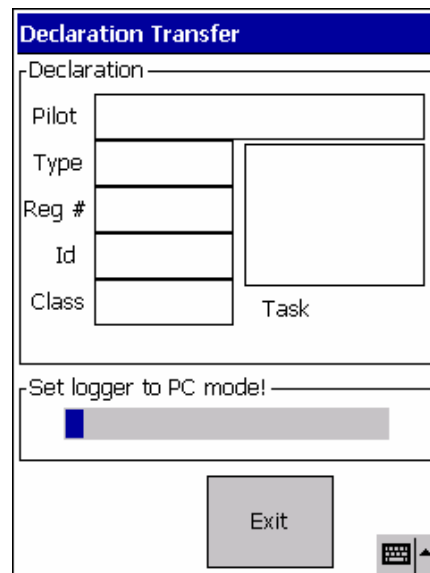 Declaration Transfer
Declaration
Pilot
Type
Reg #
Id
Class
Task
Set logger to PC mode!
Exit